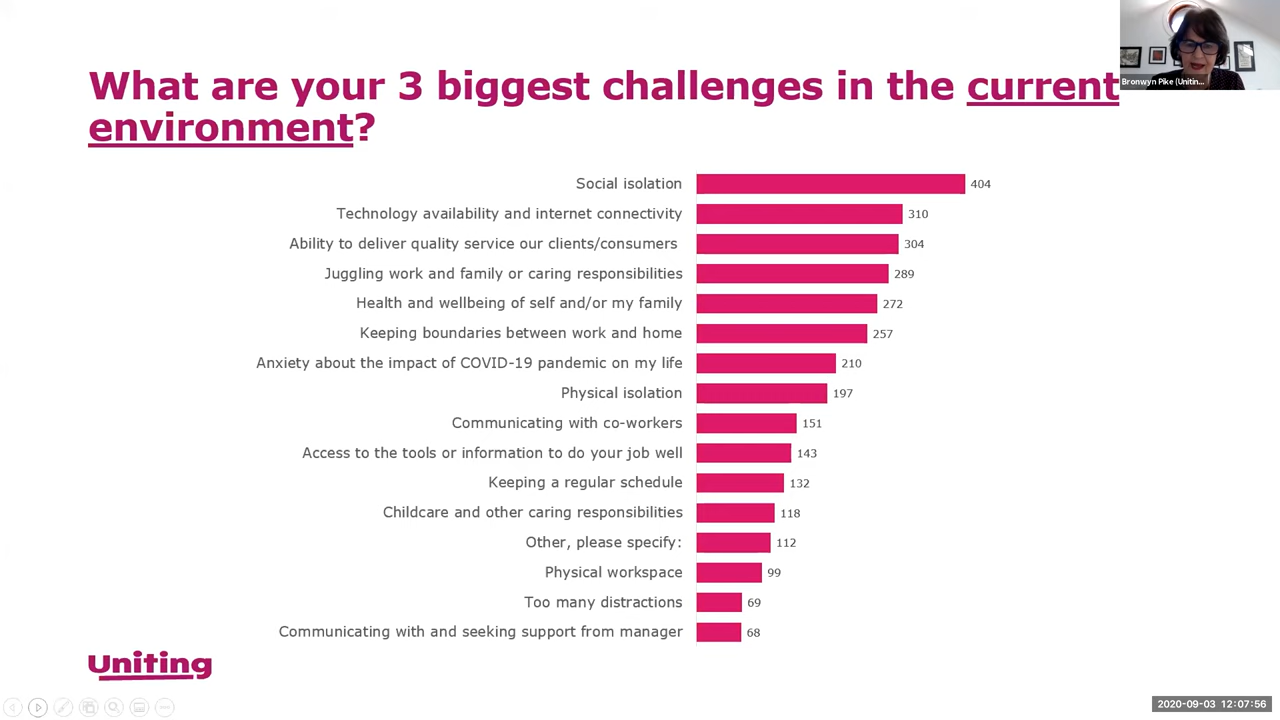 What are your 3 biggest challenges in the current
environment?
Bronwyn Pike (Unitin...
Social isolation 404
Technology availability and internet connectivity 310
Ability to deliver quality service our clients/consumers 304
Juggling work and family or caring responsibilities 289
Health and wellbeing of self and/or my family 272
Keeping boundaries between work and home 257
Anxiety about the impact of COVID-19 pandemic on my life 210
Physical isolation 197
Communicating with co-workers 151
Access to the tools or information to do your job well 143
Keeping a regular schedule 132
Childcare and other caring responsibilities 118
Other, please specify: 112
Physical workspace 99
Too many distractions 69
Communicating with and seeking support from manager 68
Uniting
2020-09-03 12:07:56